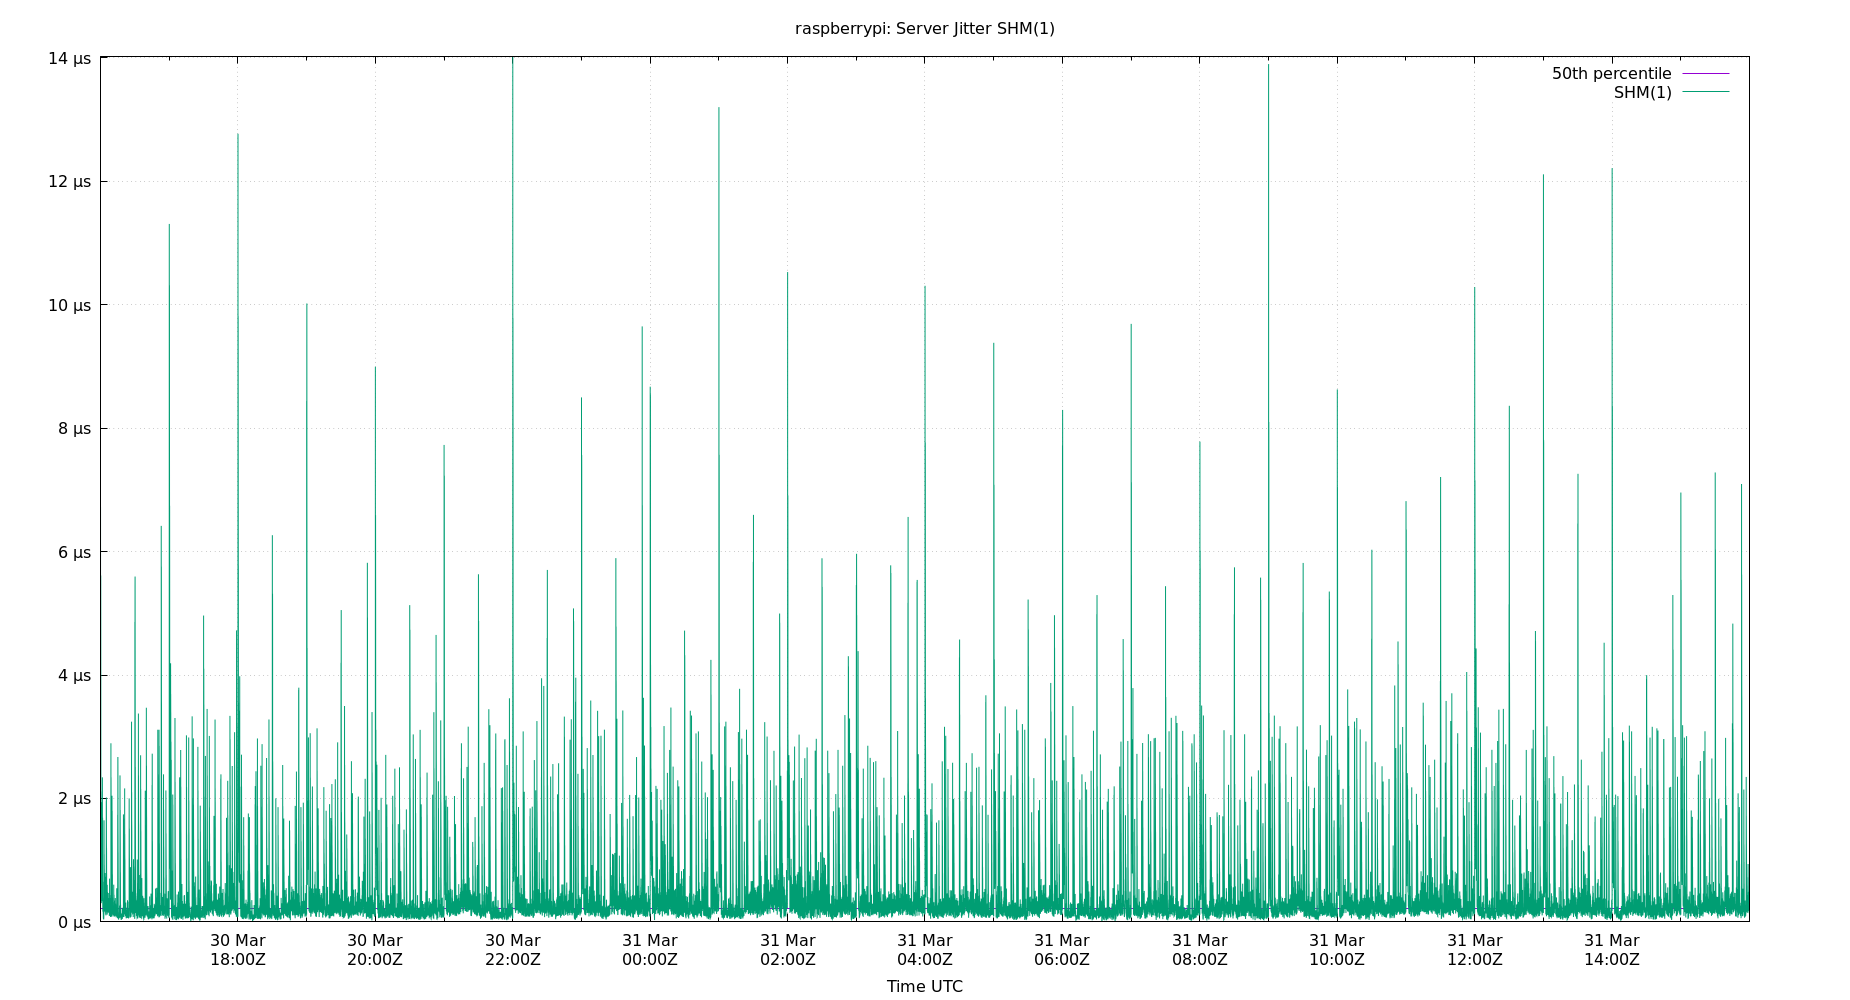 raspberrypi: Server Jitter SHM(1)
14 µs
12 µs
10 µs
8 µs
6 µs
4 µs
2 µs
0 µs
50th percentile
SHM(1)
30 Mar 30 Mar 30 Mar 31 Mar 31 Mar 31 Mar 31 Mar 31 Mar 31 Mar 31 Mar 31 Mar
18:00Z 20:00Z 22:00Z 00:00Z 02:00Z 04:00Z 06:00Z 08:00Z 10:00Z 12:00Z 14:00Z
Time UTC